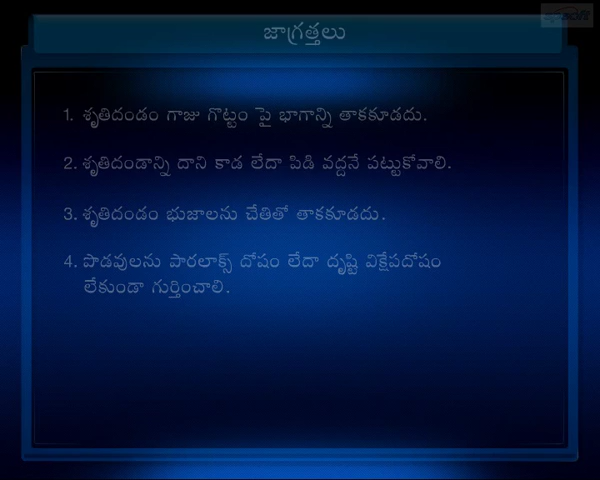 జాగ్రత్తలు
1. శృతిదండం గాజు గొట్టం పై భాగాన్ని తాకకూడదు.
2. శృతిదండాన్ని దాని కాడ లేదా పిడి వద్దనే పట్టుకోవాలి.
3. శృతిదండం భుజాలను చేతితో తాకకూడదు.
4. పొడవులను పారలాక్స్ దోషం లేదా దృష్టి విక్షేపదోషం
లేకుండా గుర్తించాలి.